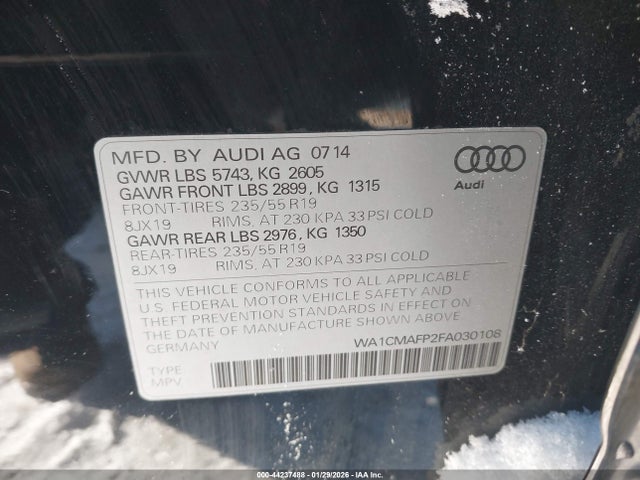 MFD. BY AUDI AG 07 14
GVWR LBS 5743, KG 2605
GAWR FRONT LBS 2899, KG 1315
FRONT-TIRES 235/55 R19
8JX19 RIMS, AT 230 KPA 33 PSI COLD
GAWR REAR LBS 2976, KG 1350
REAR-TIRES 235/55 R19
8JX19 RIMS, AT 230 KPA 33 PSI COLD
Audi
THIS VEHICLE CONFORMS TO ALL APPLICABLE
U.S. FEDERAL MOTOR VEHICLE SAFETY AND
THEFT PREVENTION STANDARDS IN EFFECT ON
THE DATE OF MANUFACTURE SHOWN ABOVE.
GERMANY
WA1CMAFP2FA030108
TYPE
MPV
000-44237488 - 01/29/2026 - IAA Inc. - Copart